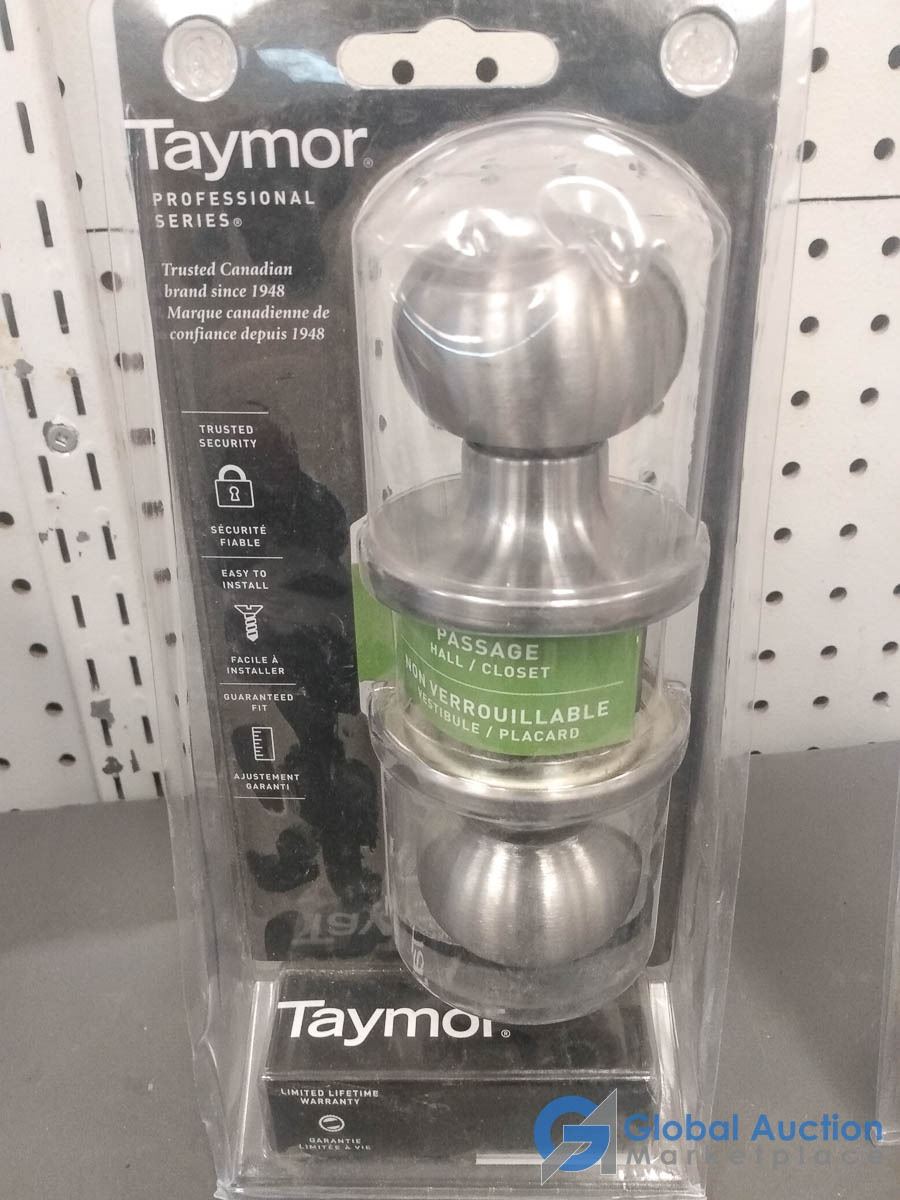 Taymor®
PROFESSIONAL
SERIES®
Trusted Canadian
brand since 1948
Marque canadienne de
confiance depuis 1948
TRUSTED
SECURITY
SÉCURITÉ
FIABLE
EASY TO
INSTALL
FACILE À
INSTALLER
GUARANTEED
FIT
AJUSTEMENT
GARANTI
PASSAGE
HALL / CLOSET
NON VERROUILLABLE
VESTIBULE / PLACARD
Taymor®
LIMITED LIFETIME
WARRANTY
GARANTIE
LIMITÉE À VIE
Global Auction
Marketplace